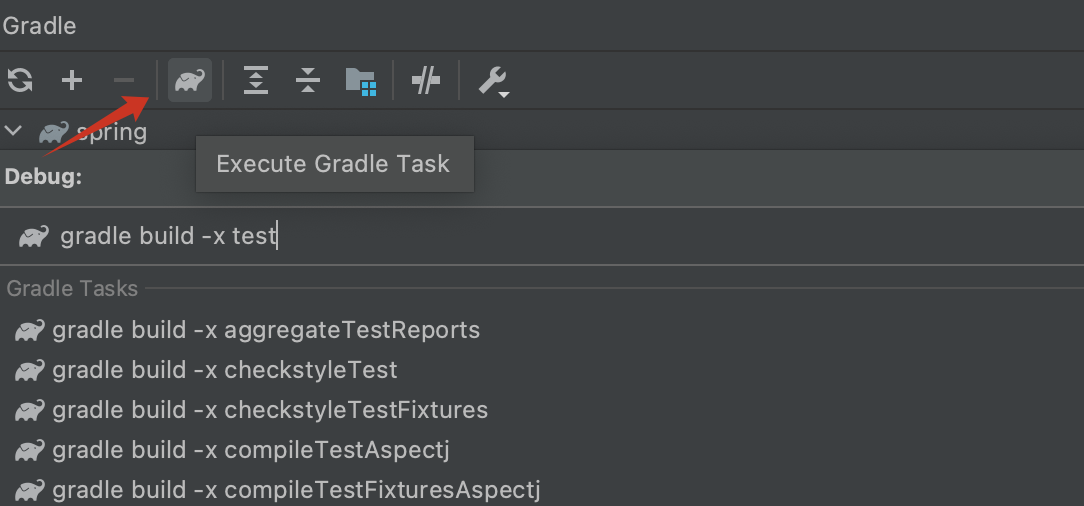 Gradle
spring
Execute Gradle Task
Debug:
gradle build -x test
Gradle Tasks
gradle build -x aggregateTestReports
gradle build -x checkstyleTest
gradle build -x checkstyleTestFixtures
gradle build -x compileTestAspectj
gradle build -x compileTestFixturesAspectj